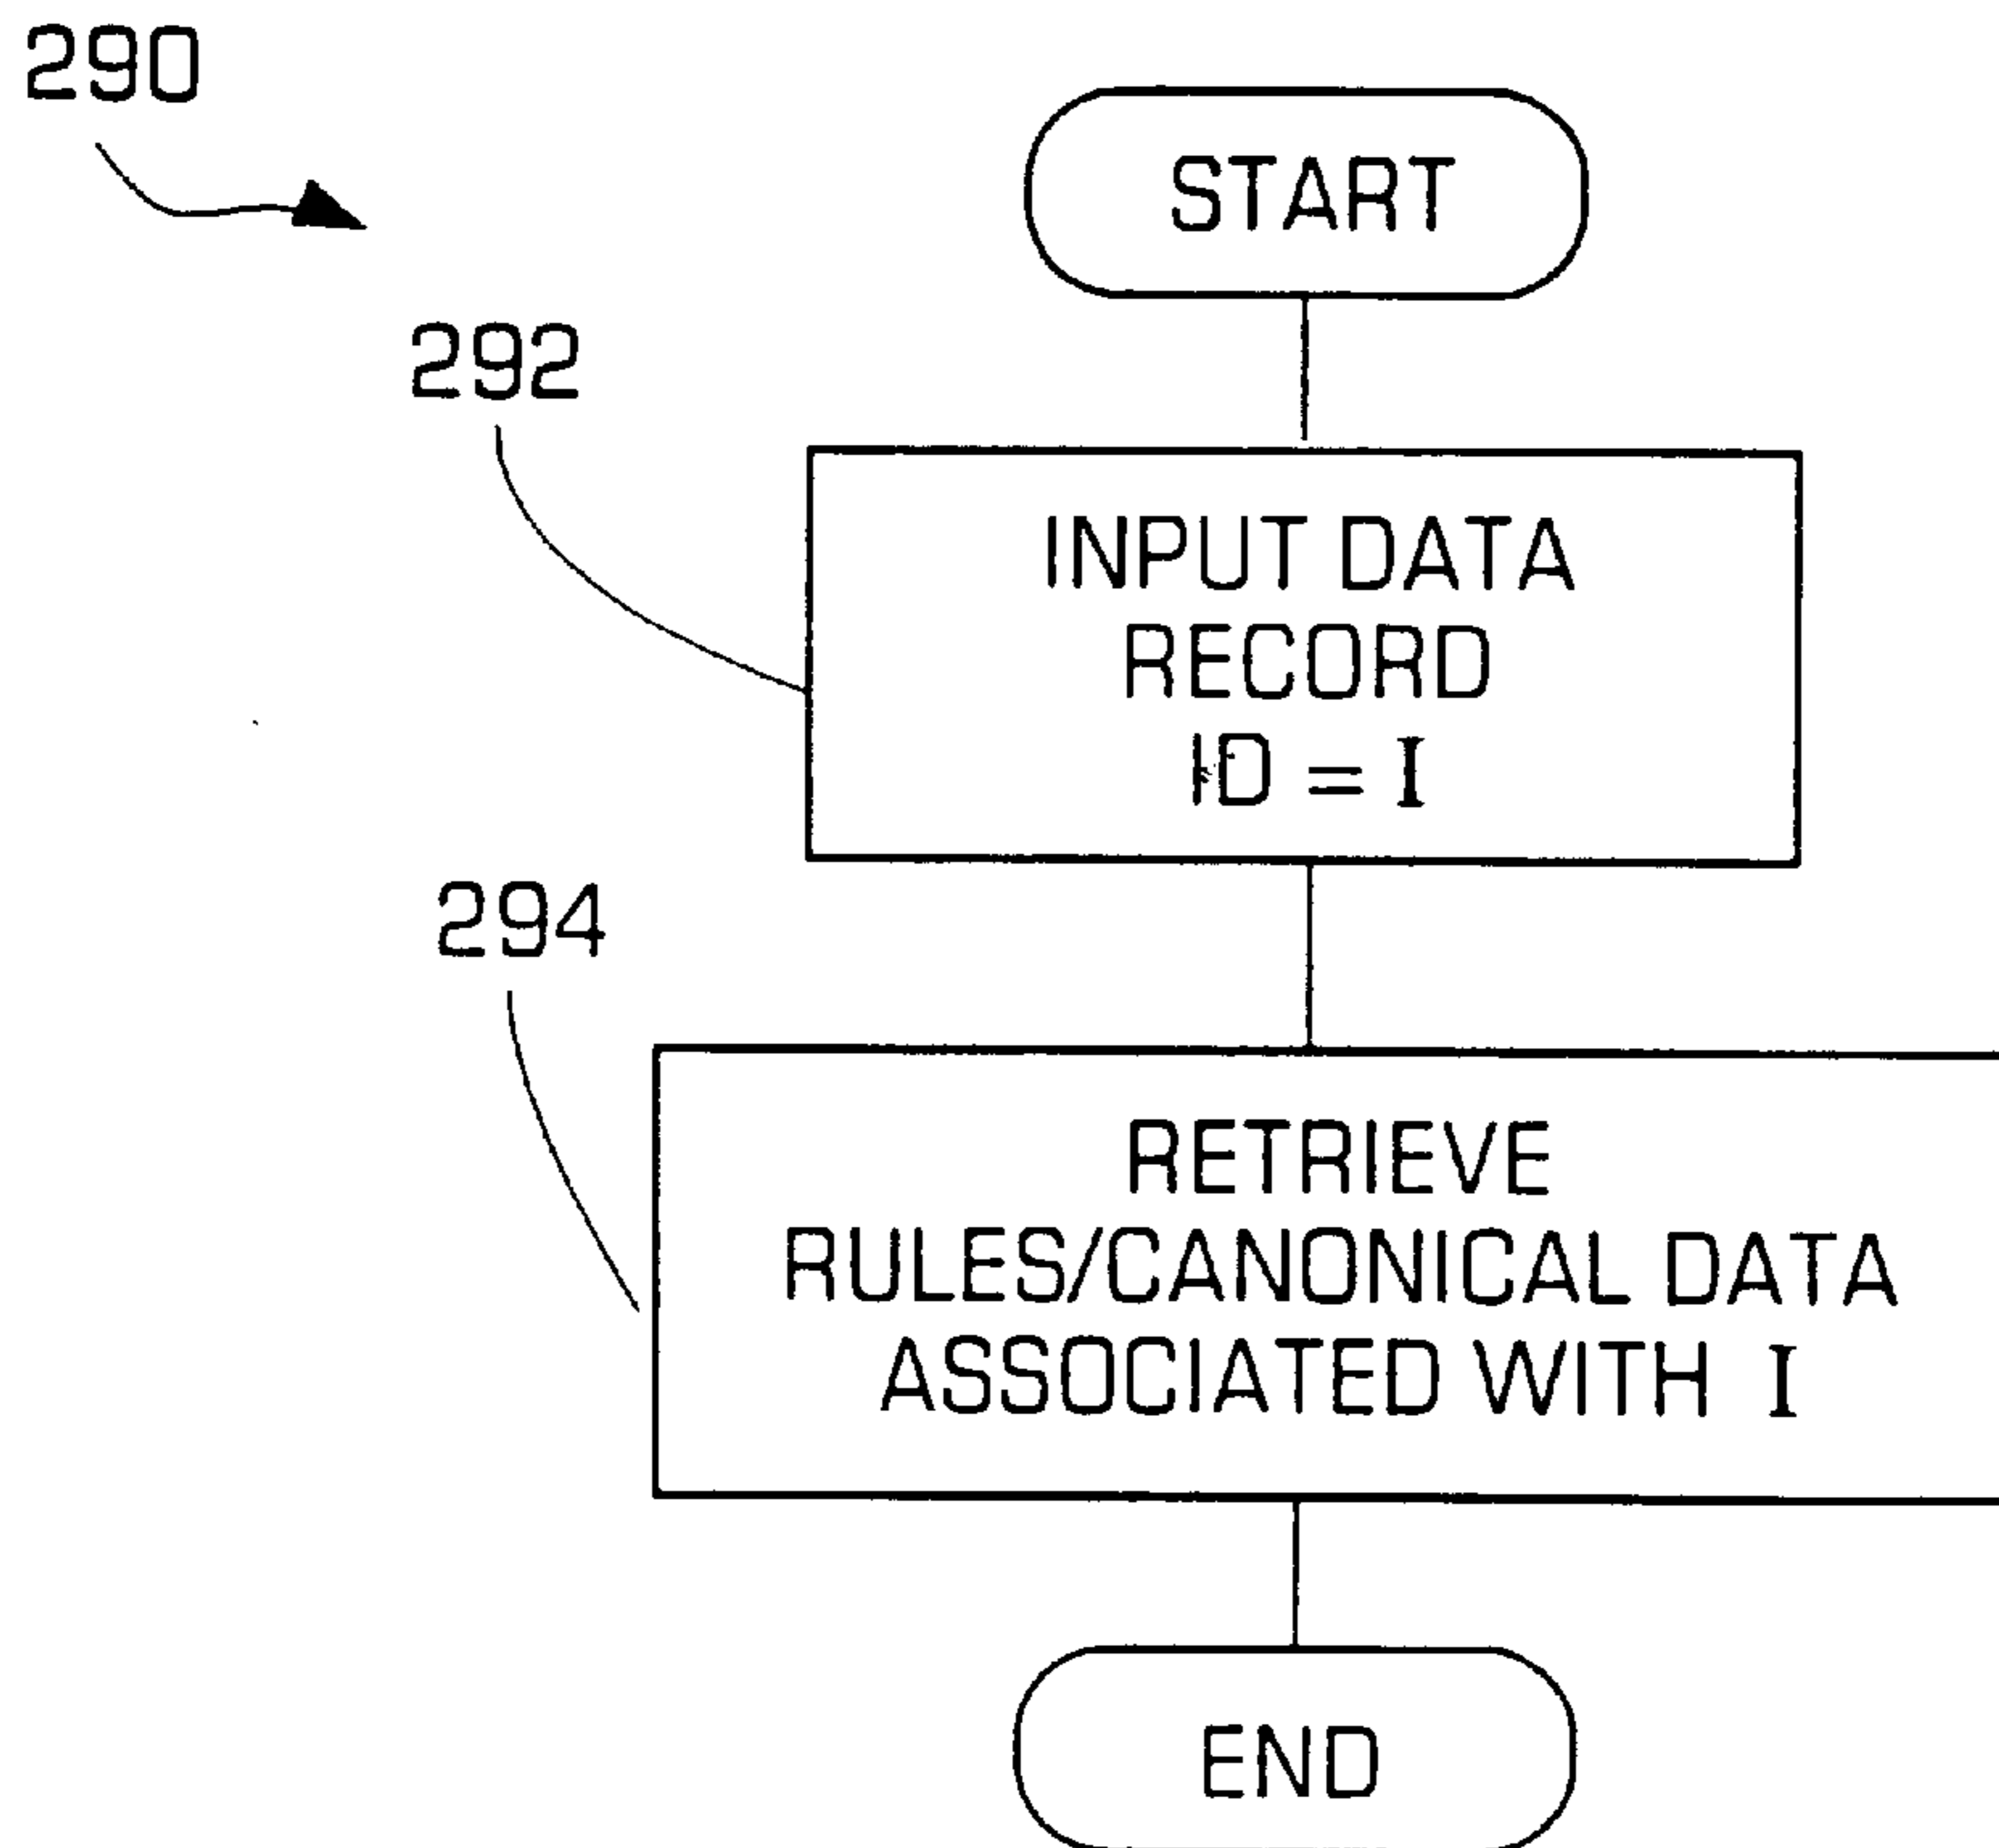 290
START
292
INPUT DATA
RECORD
ID = I
294
RETRIEVE
RULES/CANONICAL DATA
ASSOCIATED WITH I
END